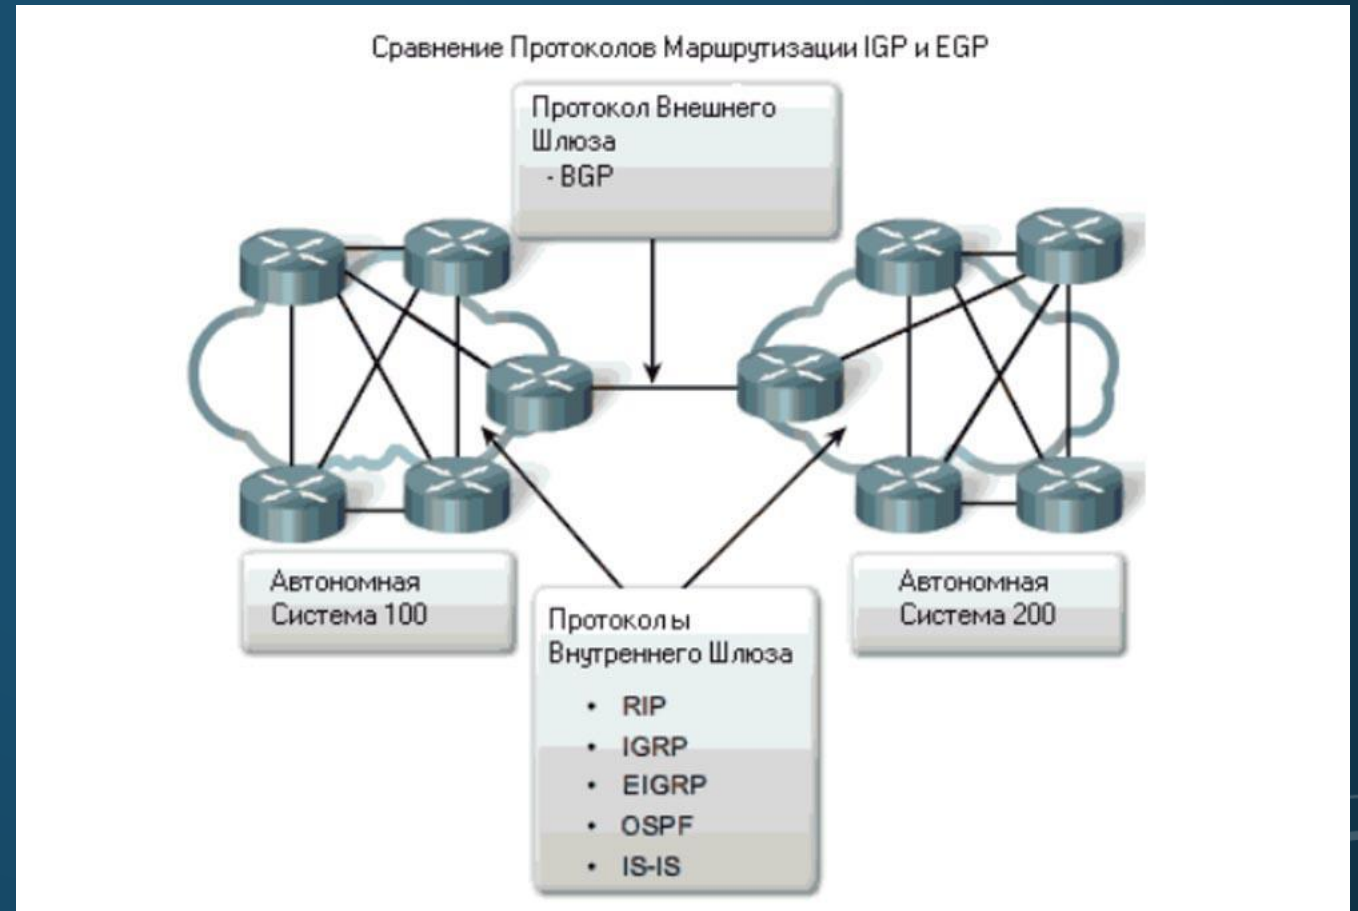 Сравнение Протоколов Маршрутизации IGP и EGP
Протокол Внешнего
Шлюза
- BGP
Автономная
Система 100
Автономная
Система 200
Протоколы
Внутреннего Шлюза
• RIP
• IGRP
• EIGRP
• OSPF
• IS-IS